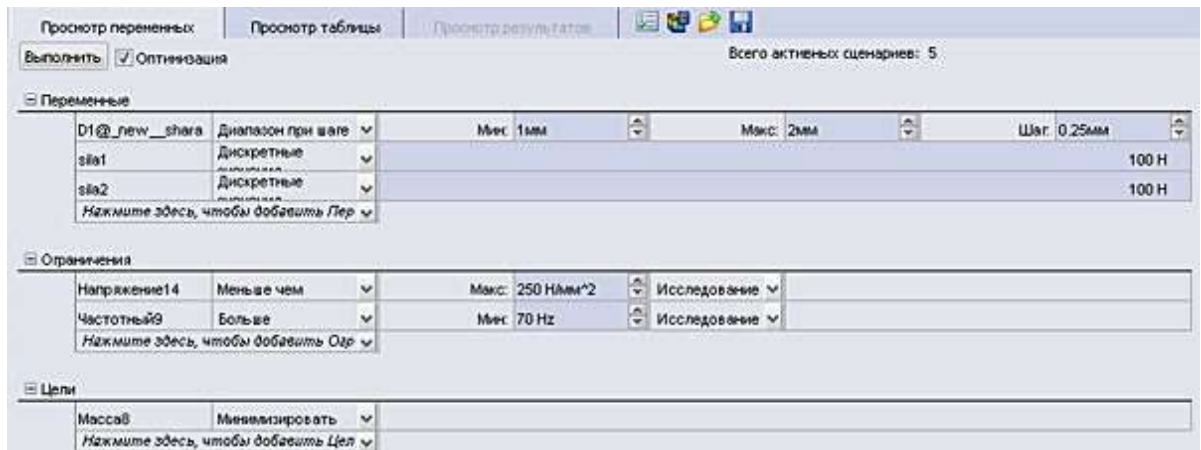 Просмотр переменных Просмотр таблицы Просмотр результатов
Выполнить Оптимизация Всего активных сценариев: 5
Переменные
D1@_new__shara Диапазон при шаге Мин: 1мм Макс: 2мм Шаг: 0.25мм
sila1 Дискретные 100 Н
sila2 Дискретные 100 Н
Нажмите здесь, чтобы добавить Пер
Ограничения
Напряжение14 Меньше чем Макс: 250 Н/мм^2 Исследование
Частотный9 Больше Мин: 70 Hz Исследование
Нажмите здесь, чтобы добавить Огр
Цели
Масса8 Минимизировать
Нажмите здесь, чтобы добавить Цел